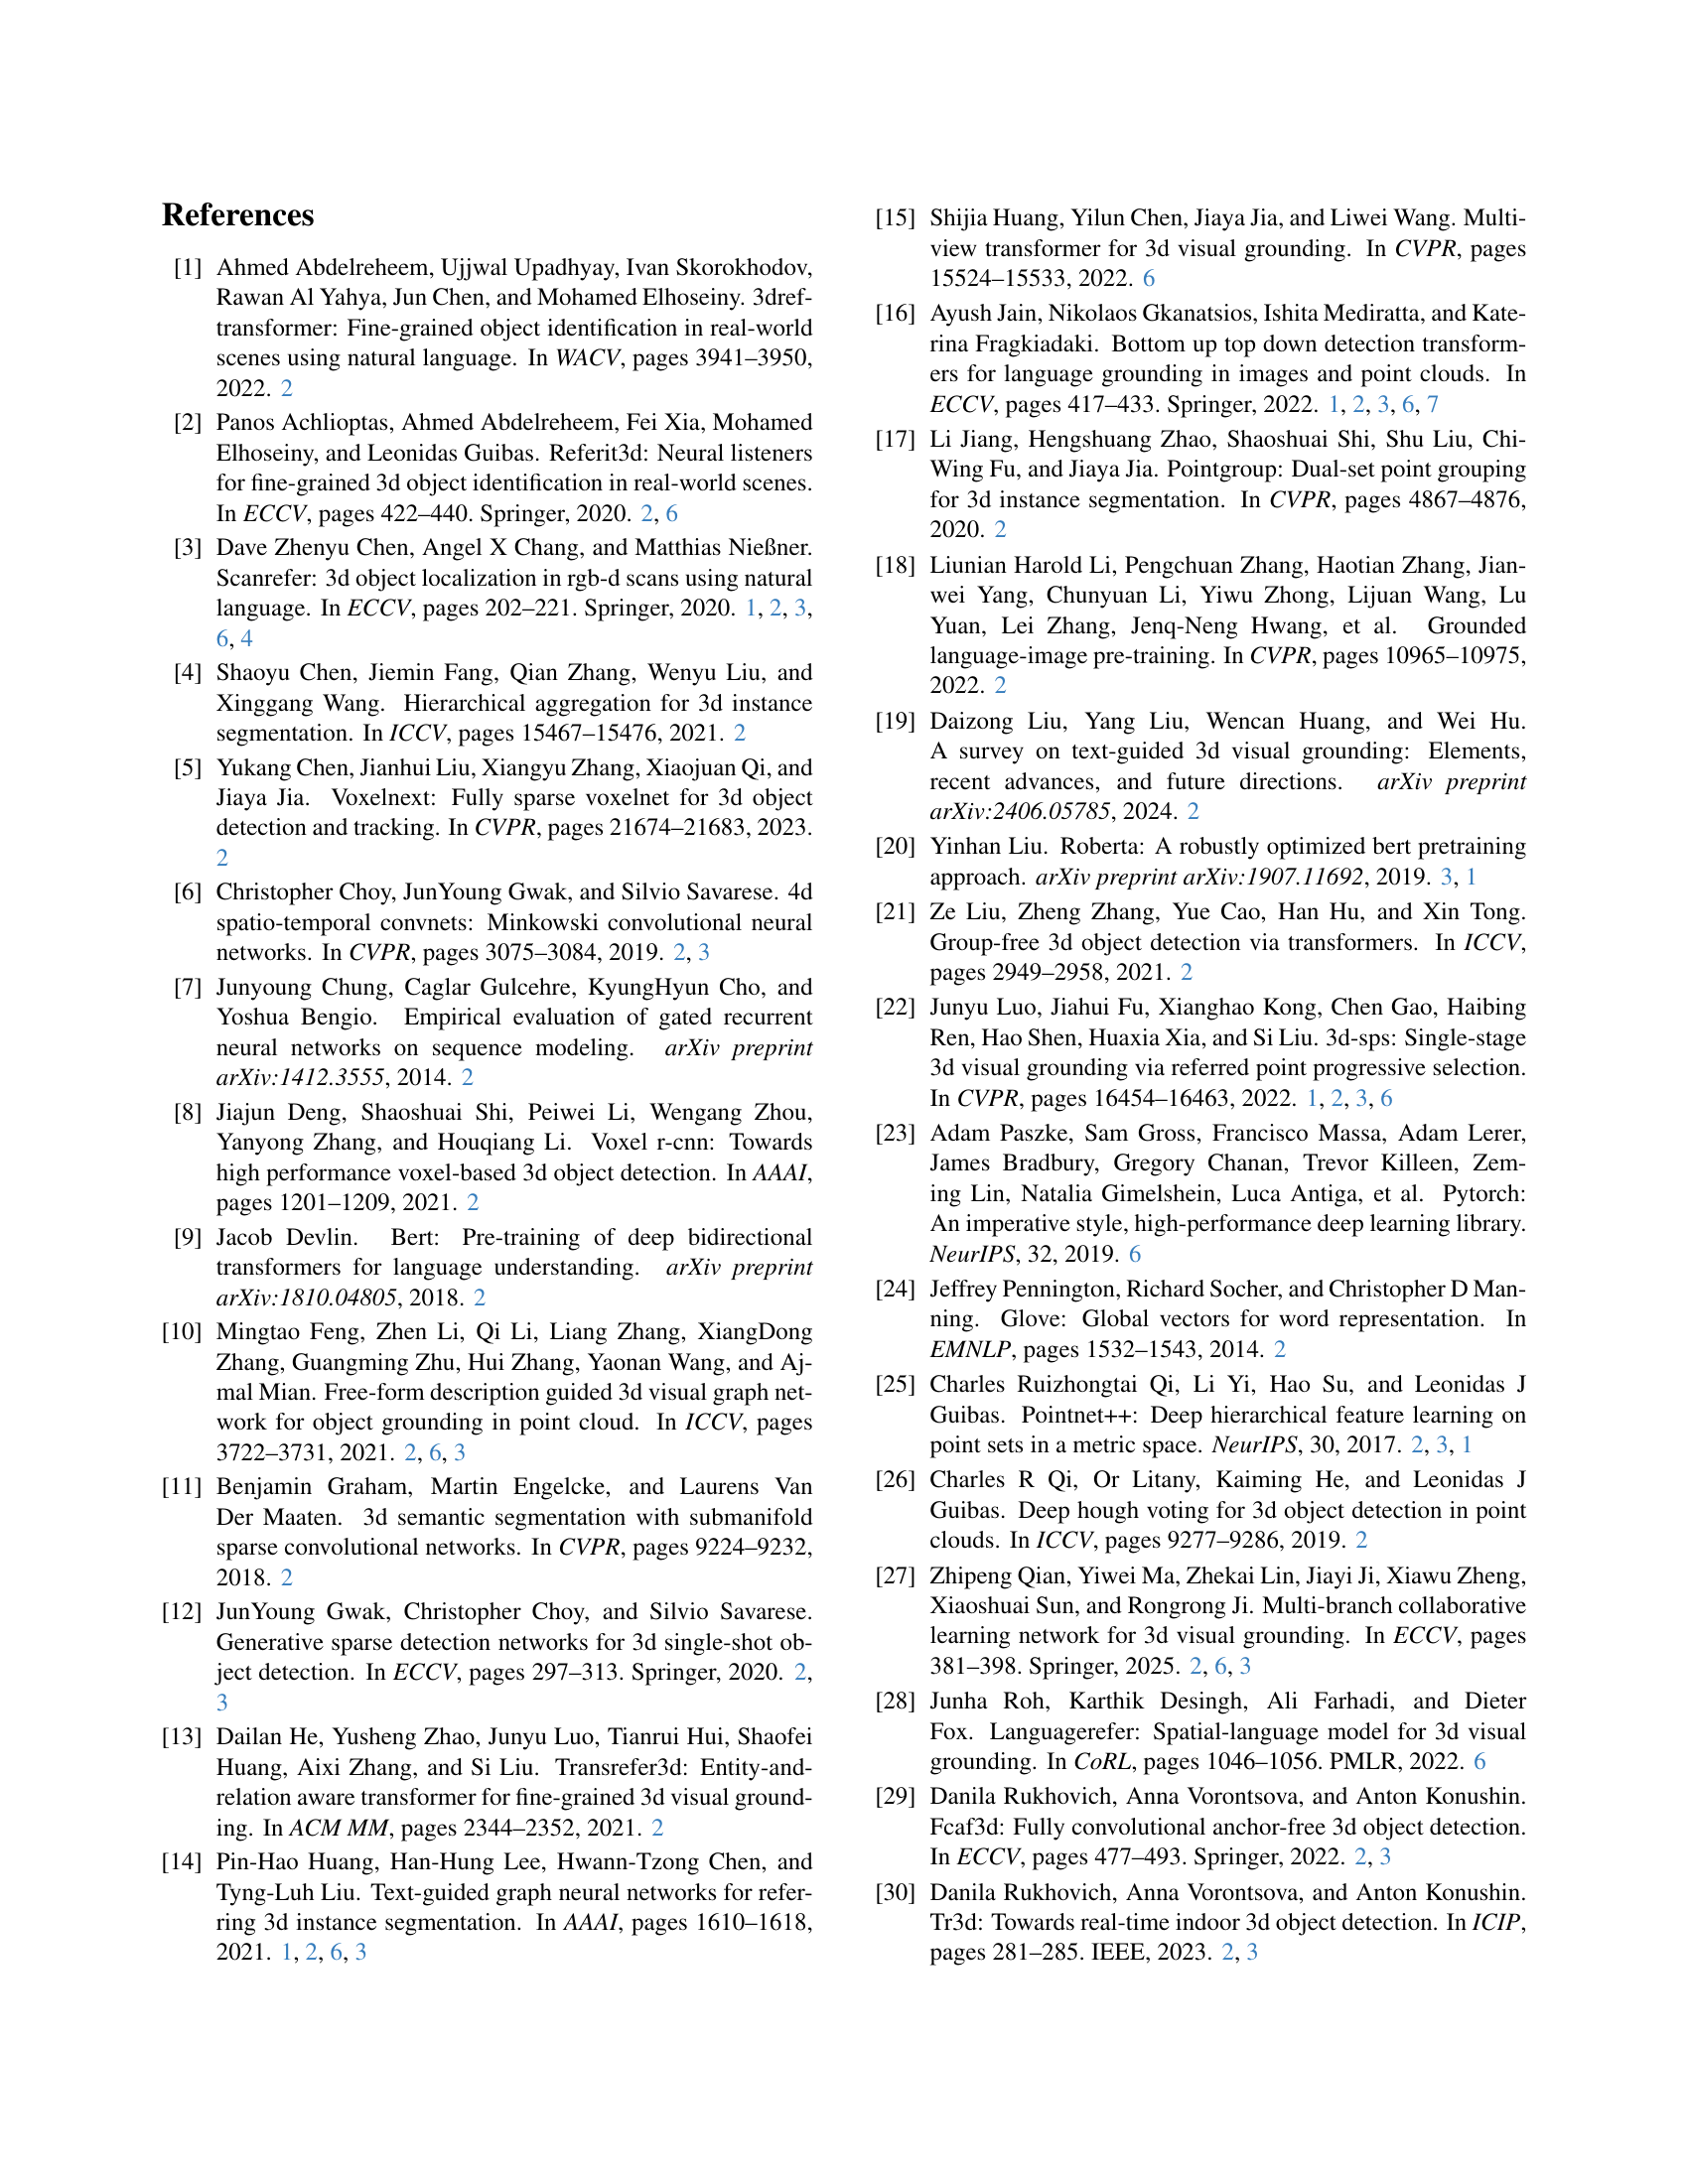 References
[1] Ahmed Abdelreheem, Ujjwal Upadhyay, Ivan Skorokhodov,
Rawan Al Yahya, Jun Chen, and Mohamed Elhoseiny. 3dref-
transformer: Fine-grained object identification in real-world
scenes using natural language. In WACV, pages 3941–3950,
2022. 2
[2] Panos Achlioptas, Ahmed Abdelreheem, Fei Xia, Mohamed
Elhoseiny, and Leonidas Guibas. Referit3d: Neural listeners
for fine-grained 3d object identification in real-world scenes.
In ECCV, pages 422–440. Springer, 2020. 2, 6
[3] Dave Zhenyu Chen, Angel X Chang, and Matthias Nießner.
Scanrefer: 3d object localization in rgb-d scans using natural
language. In ECCV, pages 202–221. Springer, 2020. 1, 2, 3,
6, 4
[4] Shaoyu Chen, Jiemin Fang, Qian Zhang, Wenyu Liu, and
Xinggang Wang. Hierarchical aggregation for 3d instance
segmentation. In ICCV, pages 15467–15476, 2021. 2
[5] Yukang Chen, Jianhui Liu, Xiangyu Zhang, Xiaojuan Qi, and
Jiaya Jia. Voxelnext: Fully sparse voxelnet for 3d object
detection and tracking. In CVPR, pages 21674–21683, 2023.
2
[6] Christopher Choy, JunYoung Gwak, and Silvio Savarese. 4d
spatio-temporal convnets: Minkowski convolutional neural
networks. In CVPR, pages 3075–3084, 2019. 2, 3
[7] Junyoung Chung, Caglar Gulcehre, KyungHyun Cho, and
Yoshua Bengio. Empirical evaluation of gated recurrent
neural networks on sequence modeling. arXiv preprint
arXiv:1412.3555, 2014. 2
[8] Jiajun Deng, Shaoshuai Shi, Peiwei Li, Wengang Zhou,
Yanyong Zhang, and Houqiang Li. Voxel r-cnn: Towards
high performance voxel-based 3d object detection. In AAAI,
pages 1201–1209, 2021. 2
[9] Jacob Devlin. Bert: Pre-training of deep bidirectional
transformers for language understanding. arXiv preprint
arXiv:1810.04805, 2018. 2
[10] Mingtao Feng, Zhen Li, Qi Li, Liang Zhang, XiangDong
Zhang, Guangming Zhu, Hui Zhang, Yaonan Wang, and Aj-
mal Mian. Free-form description guided 3d visual graph net-
work for object grounding in point cloud. In ICCV, pages
3722–3731, 2021. 2, 6, 3
[11] Benjamin Graham, Martin Engelcke, and Laurens Van
Der Maaten. 3d semantic segmentation with submanifold
sparse convolutional networks. In CVPR, pages 9224–9232,
2018. 2
[12] JunYoung Gwak, Christopher Choy, and Silvio Savarese.
Generative sparse detection networks for 3d single-shot ob-
ject detection. In ECCV, pages 297–313. Springer, 2020. 2,
3
[13] Dailan He, Yusheng Zhao, Junyu Luo, Tianrui Hui, Shaofei
Huang, Aixi Zhang, and Si Liu. Transrefer3d: Entity-and-
relation aware transformer for fine-grained 3d visual ground-
ing. In ACM MM, pages 2344–2352, 2021. 2
[14] Pin-Hao Huang, Han-Hung Lee, Hwann-Tzong Chen, and
Tyng-Luh Liu. Text-guided graph neural networks for refer-
ring 3d instance segmentation. In AAAI, pages 1610–1618,
2021. 1, 2, 6, 3
[15] Shijia Huang, Yilun Chen, Jiaya Jia, and Liwei Wang. Multi-
view transformer for 3d visual grounding. In CVPR, pages
15524–15533, 2022. 6
[16] Ayush Jain, Nikolaos Gkanatsios, Ishita Mediratta, and Kate-
rina Fragkiadaki. Bottom up top down detection transform-
ers for language grounding in images and point clouds. In
ECCV, pages 417–433. Springer, 2022. 1, 2, 3, 6, 7
[17] Li Jiang, Hengshuang Zhao, Shaoshuai Shi, Shu Liu, Chi-
Wing Fu, and Jiaya Jia. Pointgroup: Dual-set point grouping
for 3d instance segmentation. In CVPR, pages 4867–4876,
2020. 2
[18] Liunian Harold Li, Pengchuan Zhang, Haotian Zhang, Jian-
wei Yang, Chunyuan Li, Yiwu Zhong, Lijuan Wang, Lu
Yuan, Lei Zhang, Jenq-Neng Hwang, et al. Grounded
language-image pre-training. In CVPR, pages 10965–10975,
2022. 2
[19] Daizong Liu, Yang Liu, Wencan Huang, and Wei Hu.
A survey on text-guided 3d visual grounding: Elements,
recent advances, and future directions. arXiv preprint
arXiv:2406.05785, 2024. 2
[20] Yinhan Liu. Roberta: A robustly optimized bert pretraining
approach. arXiv preprint arXiv:1907.11692, 2019. 3, 1
[21] Ze Liu, Zheng Zhang, Yue Cao, Han Hu, and Xin Tong.
Group-free 3d object detection via transformers. In ICCV,
pages 2949–2958, 2021. 2
[22] Junyu Luo, Jiahui Fu, Xianghao Kong, Chen Gao, Haibing
Ren, Hao Shen, Huaxia Xia, and Si Liu. 3d-sps: Single-stage
3d visual grounding via referred point progressive selection.
In CVPR, pages 16454–16463, 2022. 1, 2, 3, 6
[23] Adam Paszke, Sam Gross, Francisco Massa, Adam Lerer,
James Bradbury, Gregory Chanan, Trevor Killeen, Zem-
ing Lin, Natalia Gimelshein, Luca Antiga, et al. Pytorch:
An imperative style, high-performance deep learning library.
NeurIPS, 32, 2019. 6
[24] Jeffrey Pennington, Richard Socher, and Christopher D Man-
ning. Glove: Global vectors for word representation. In
EMNLP, pages 1532–1543, 2014. 2
[25] Charles Ruizhongtai Qi, Li Yi, Hao Su, and Leonidas J
Guibas. Pointnet++: Deep hierarchical feature learning on
point sets in a metric space. NeurIPS, 30, 2017. 2, 3, 1
[26] Charles R Qi, Or Litany, Kaiming He, and Leonidas J
Guibas. Deep hough voting for 3d object detection in point
clouds. In ICCV, pages 9277–9286, 2019. 2
[27] Zhipeng Qian, Yiwei Ma, Zhekai Lin, Jiayi Ji, Xiawu Zheng,
Xiaoshuai Sun, and Rongrong Ji. Multi-branch collaborative
learning network for 3d visual grounding. In ECCV, pages
381–398. Springer, 2025. 2, 6, 3
[28] Junha Roh, Karthik Desingh, Ali Farhadi, and Dieter
Fox. Languagerefer: Spatial-language model for 3d visual
grounding. In CoRL, pages 1046–1056. PMLR, 2022. 6
[29] Danila Rukhovich, Anna Vorontsova, and Anton Konushin.
Fcaf3d: Fully convolutional anchor-free 3d object detection.
In ECCV, pages 477–493. Springer, 2022. 2, 3
[30] Danila Rukhovich, Anna Vorontsova, and Anton Konushin.
Tr3d: Towards real-time indoor 3d object detection. In ICIP,
pages 281–285. IEEE, 2023. 2, 3